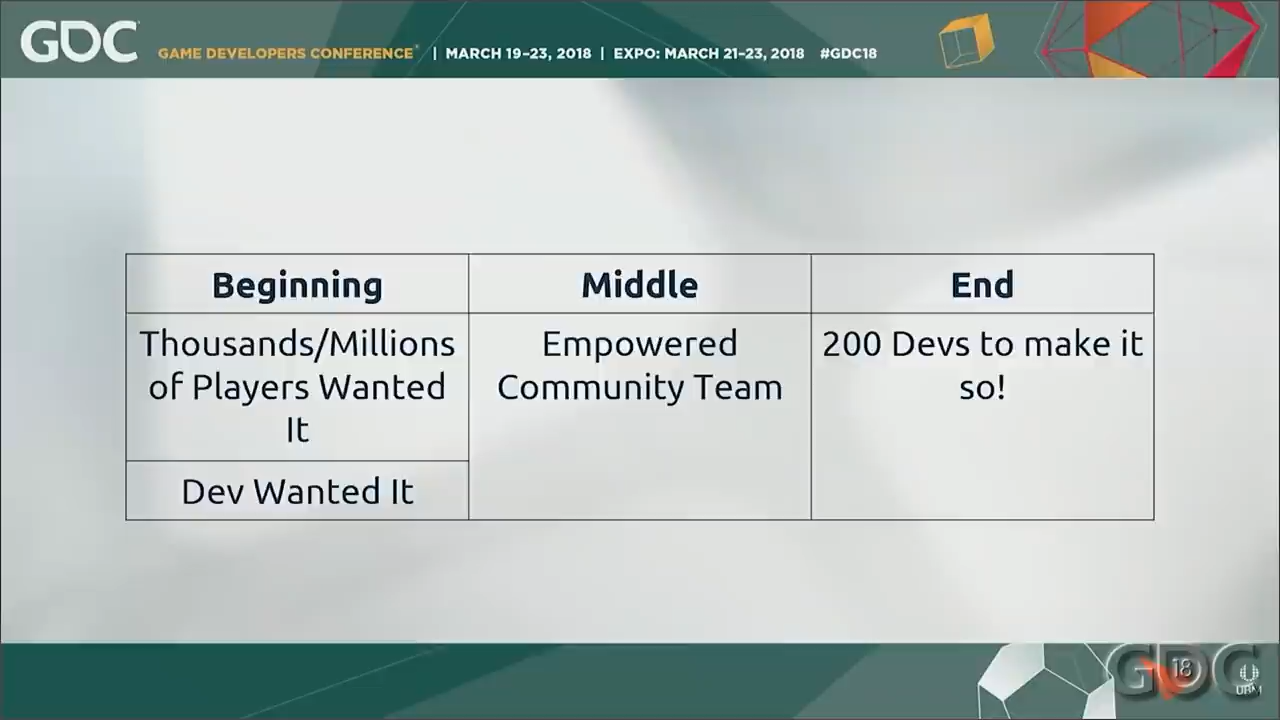 GDC
GAME DEVELOPERS CONFERENCE | MARCH 19–23, 2018 | EXPO: MARCH 21–23, 2018 #GDC18
Beginning
Middle
End
Thousands/Millions
of Players Wanted
It
Empowered
Community Team
200 Devs to make it
so!
Dev Wanted It
GDC
18
UBM